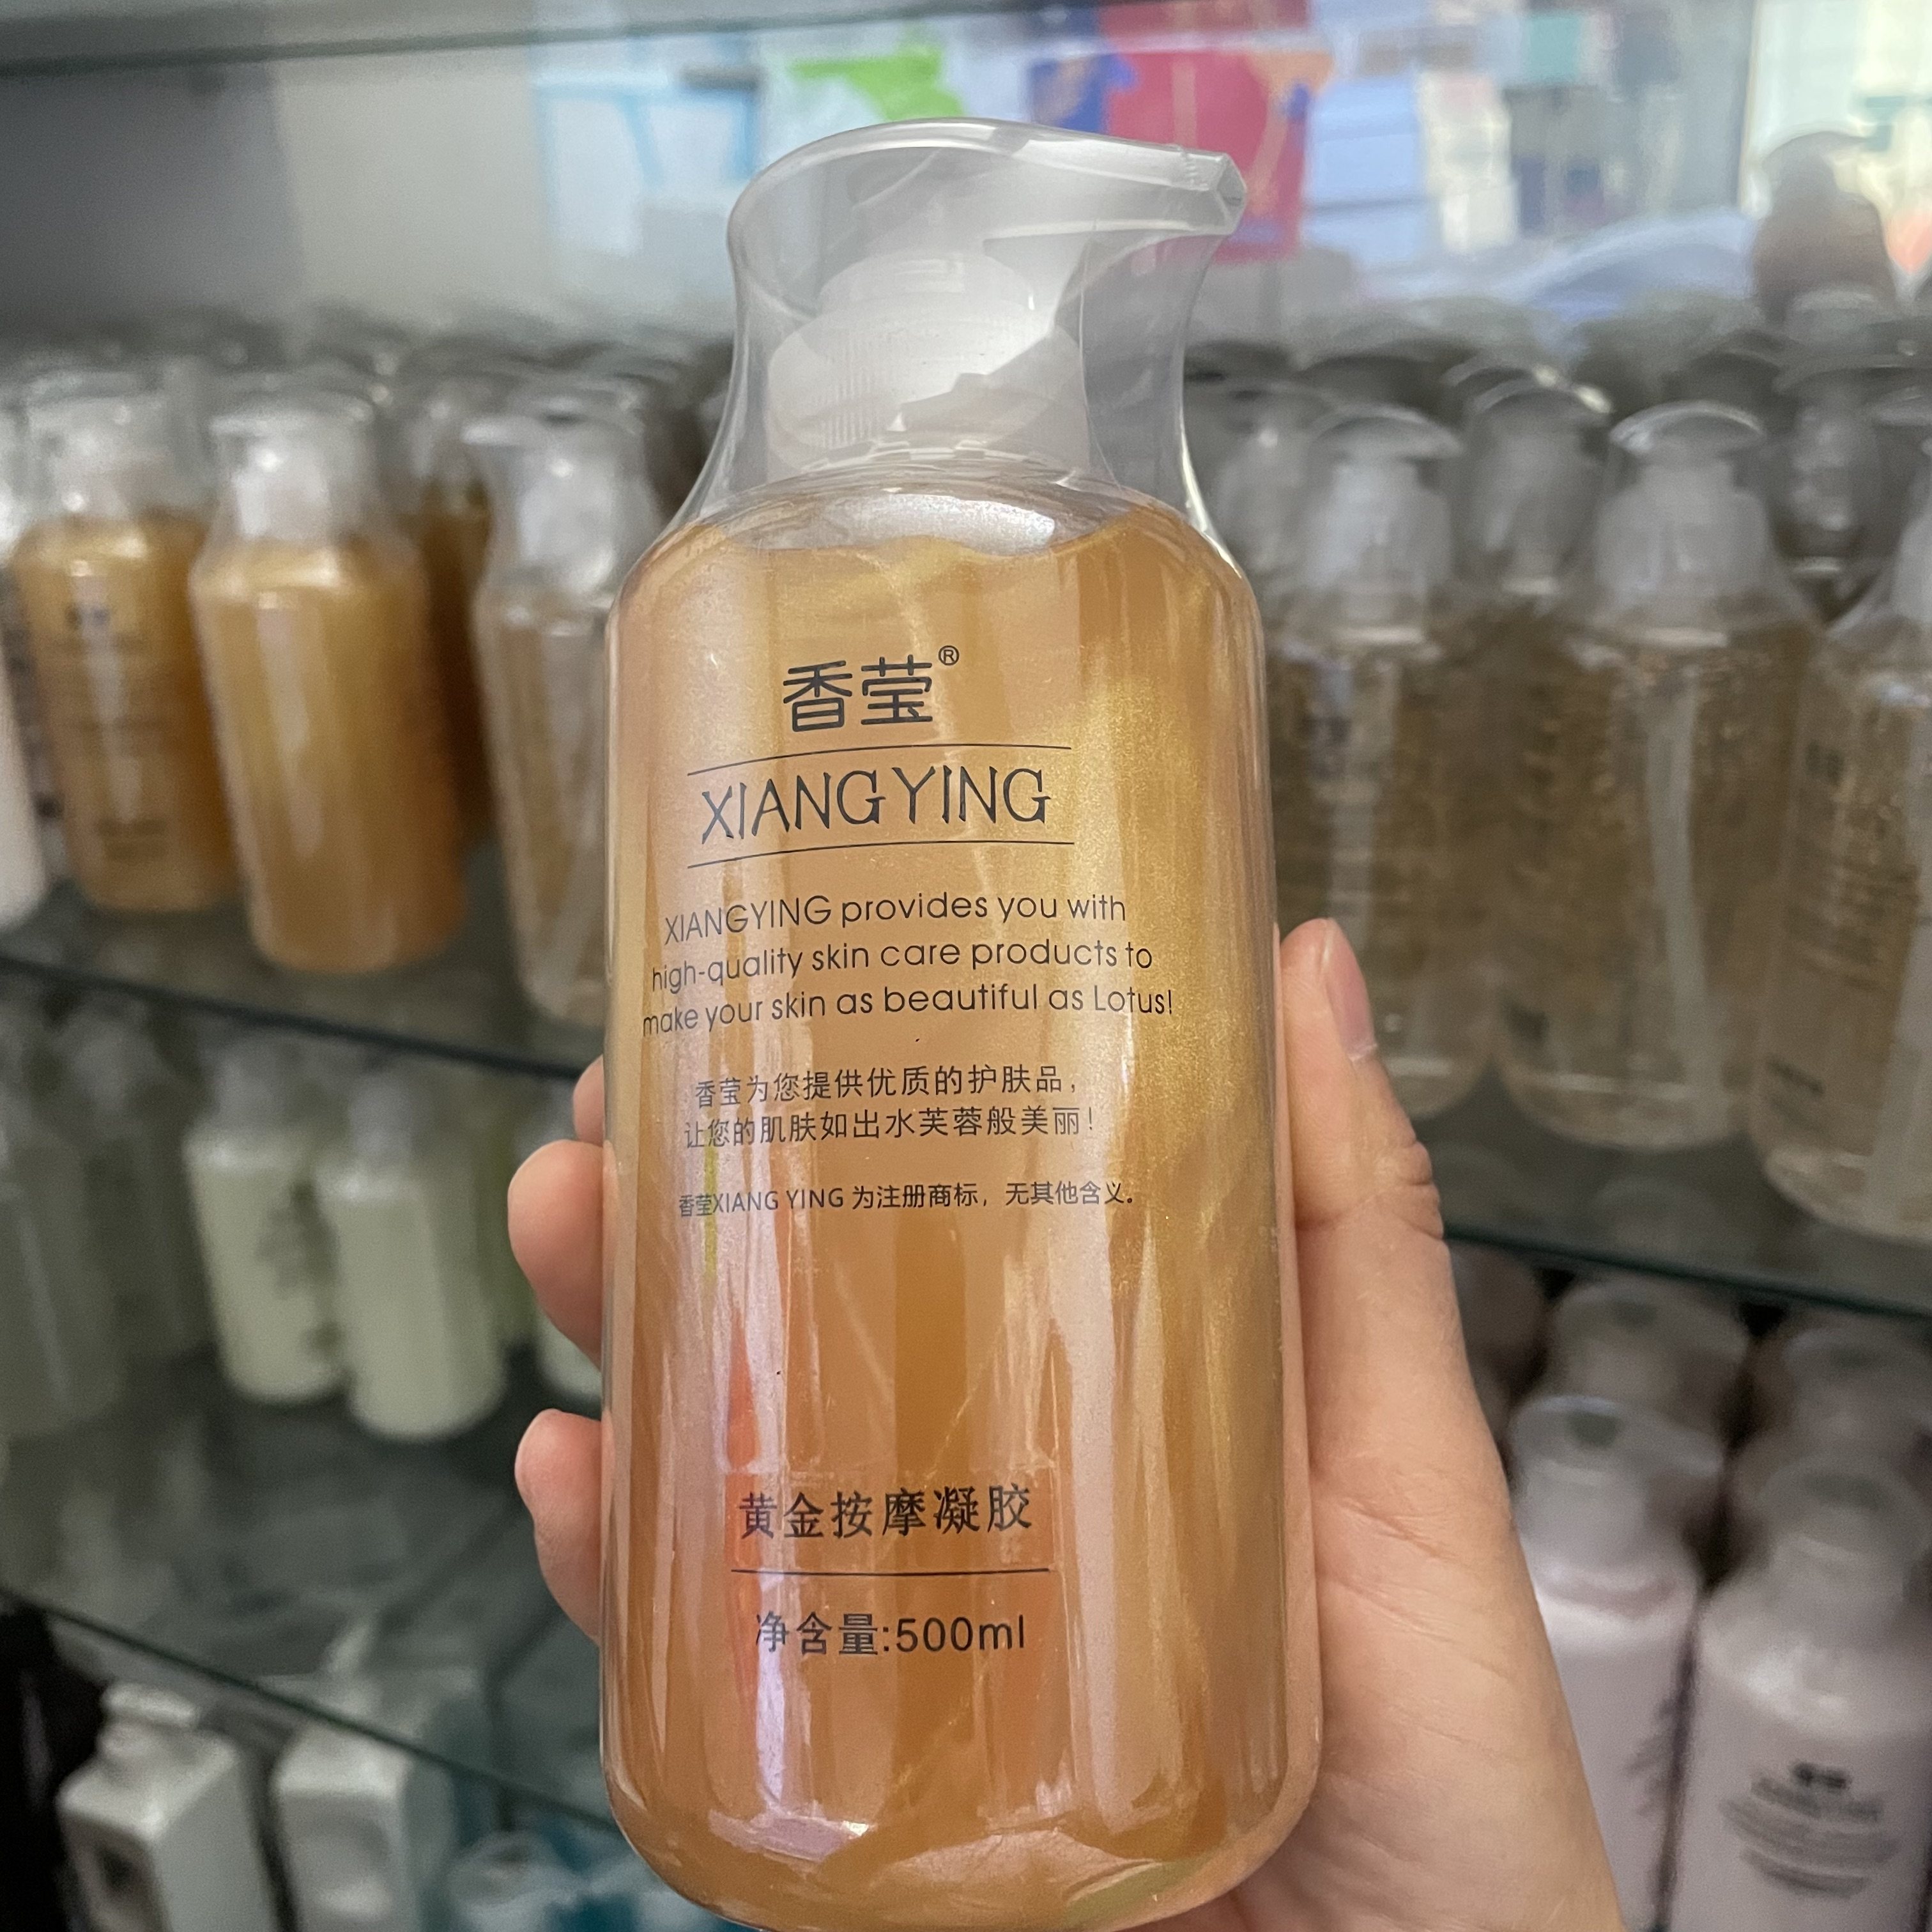 香莹®
XIANGYING
XIANGYING provides you with
high-quality skin care products to
make your skin as beautiful as Lotus!
香莹为您提供优质的护肤品,
让您的肌肤如出水芙蓉般美丽!
香莹XIANG YING 为注册商标，无其他含义。
黄金按摩凝胶
净含量:500ml